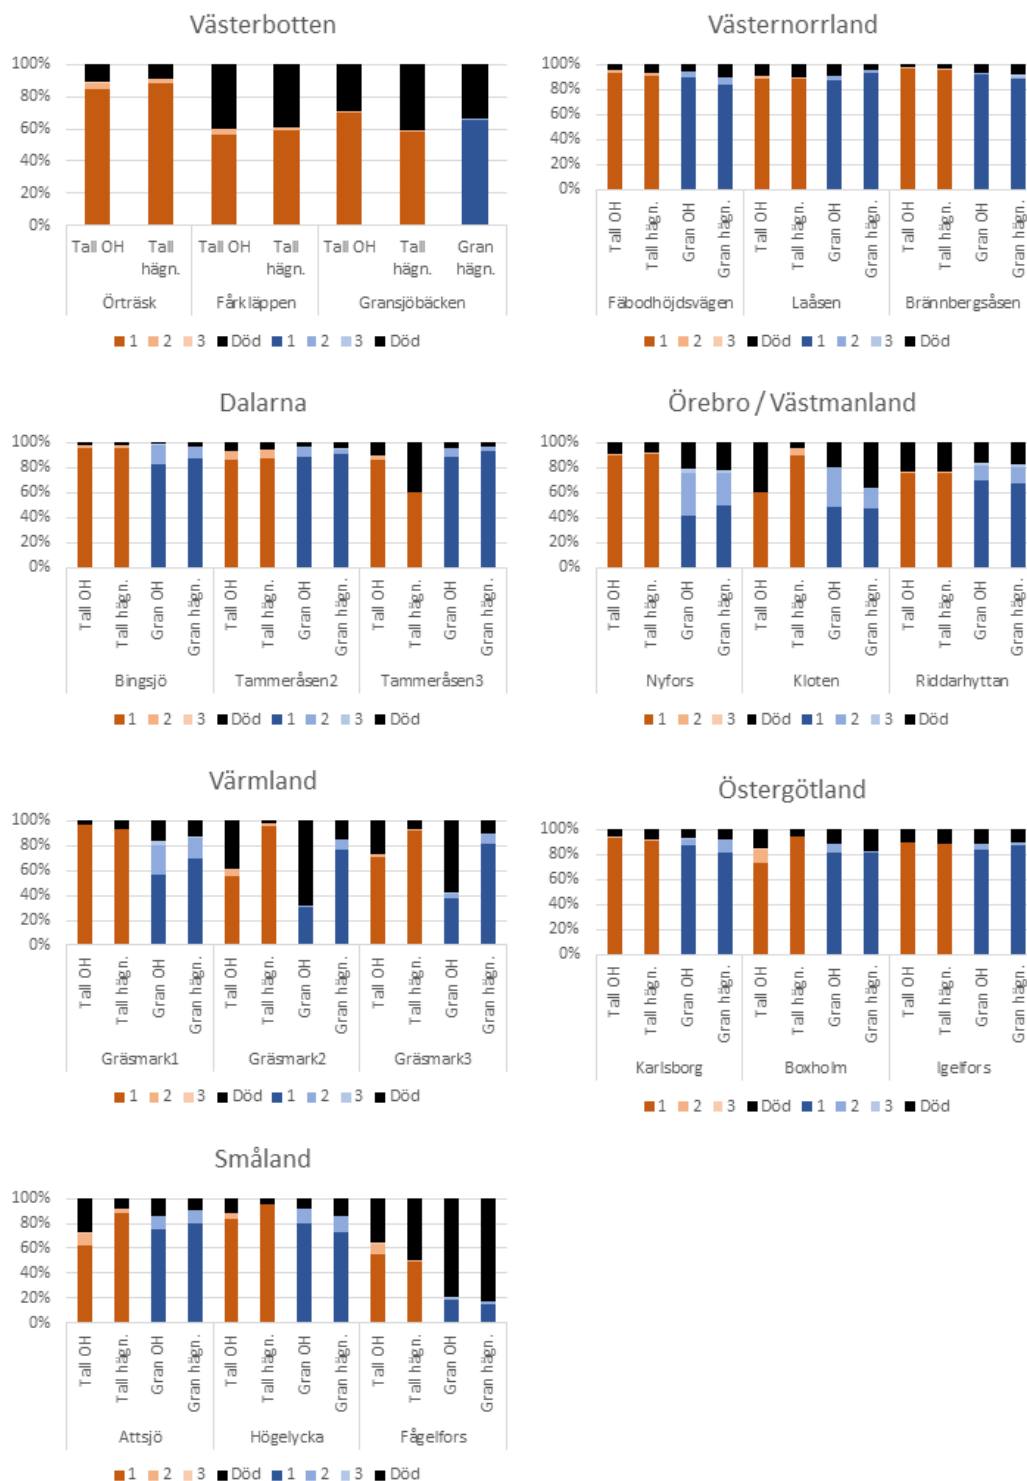 Västerbotten
100%
80%
60%
40%
20%
0%
Tall OH
Tall hägn.
Tall OH
Tall hägn.
Tall OH
Tall hägn.
Gran hägn.
Örträsk
Fårkläppen
Gransjöbäcken
1 2 3 Död 1 2 3 Död
Västernorrland
100%
80%
60%
40%
20%
0%
Tall OH
Tall hägn.
Gran OH
Gran hägn.
Tall OH
Tall hägn.
Gran OH
Gran hägn.
Tall OH
Tall hägn.
Gran OH
Gran hägn.
Fäbodhöjdsvägen
Laåsen
Brännbergsåsen
1 2 3 Död 1 2 3 Död
Dalarna
100%
80%
60%
40%
20%
0%
Tall OH
Tall hägn.
Gran OH
Gran hägn.
Tall OH
Tall hägn.
Gran OH
Gran hägn.
Tall OH
Tall hägn.
Gran OH
Gran hägn.
Bingsjö
Tammeråsen2
Tammeråsen3
1 2 3 Död 1 2 3 Död
Örebro / Västmanland
100%
80%
60%
40%
20%
0%
Tall OH
Tall hägn.
Gran OH
Gran hägn.
Tall OH
Tall hägn.
Gran OH
Gran hägn.
Tall OH
Tall hägn.
Gran OH
Gran hägn.
Nyfors
Kloten
Riddarhyttan
1 2 3 Död 1 2 3 Död
Värmland
100%
80%
60%
40%
20%
0%
Tall OH
Tall hägn.
Gran OH
Gran hägn.
Tall OH
Tall hägn.
Gran OH
Gran hägn.
Tall OH
Tall hägn.
Gran OH
Gran hägn.
Gräsmark1
Gräsmark2
Gräsmark3
1 2 3 Död 1 2 3 Död
Östergötland
100%
80%
60%
40%
20%
0%
Tall OH
Tall hägn.
Gran OH
Gran hägn.
Tall OH
Tall hägn.
Gran OH
Gran hägn.
Tall OH
Tall hägn.
Gran OH
Gran hägn.
Karlsborg
Boxholm
Igelfors
1 2 3 Död 1 2 3 Död
Småland
100%
80%
60%
40%
20%
0%
Tall OH
Tall hägn.
Gran OH
Gran hägn.
Tall OH
Tall hägn.
Gran OH
Gran hägn.
Tall OH
Tall hägn.
Gran OH
Gran hägn.
Attsjö
Högelycka
Fågelfors
1 2 3 Död 1 2 3 Död